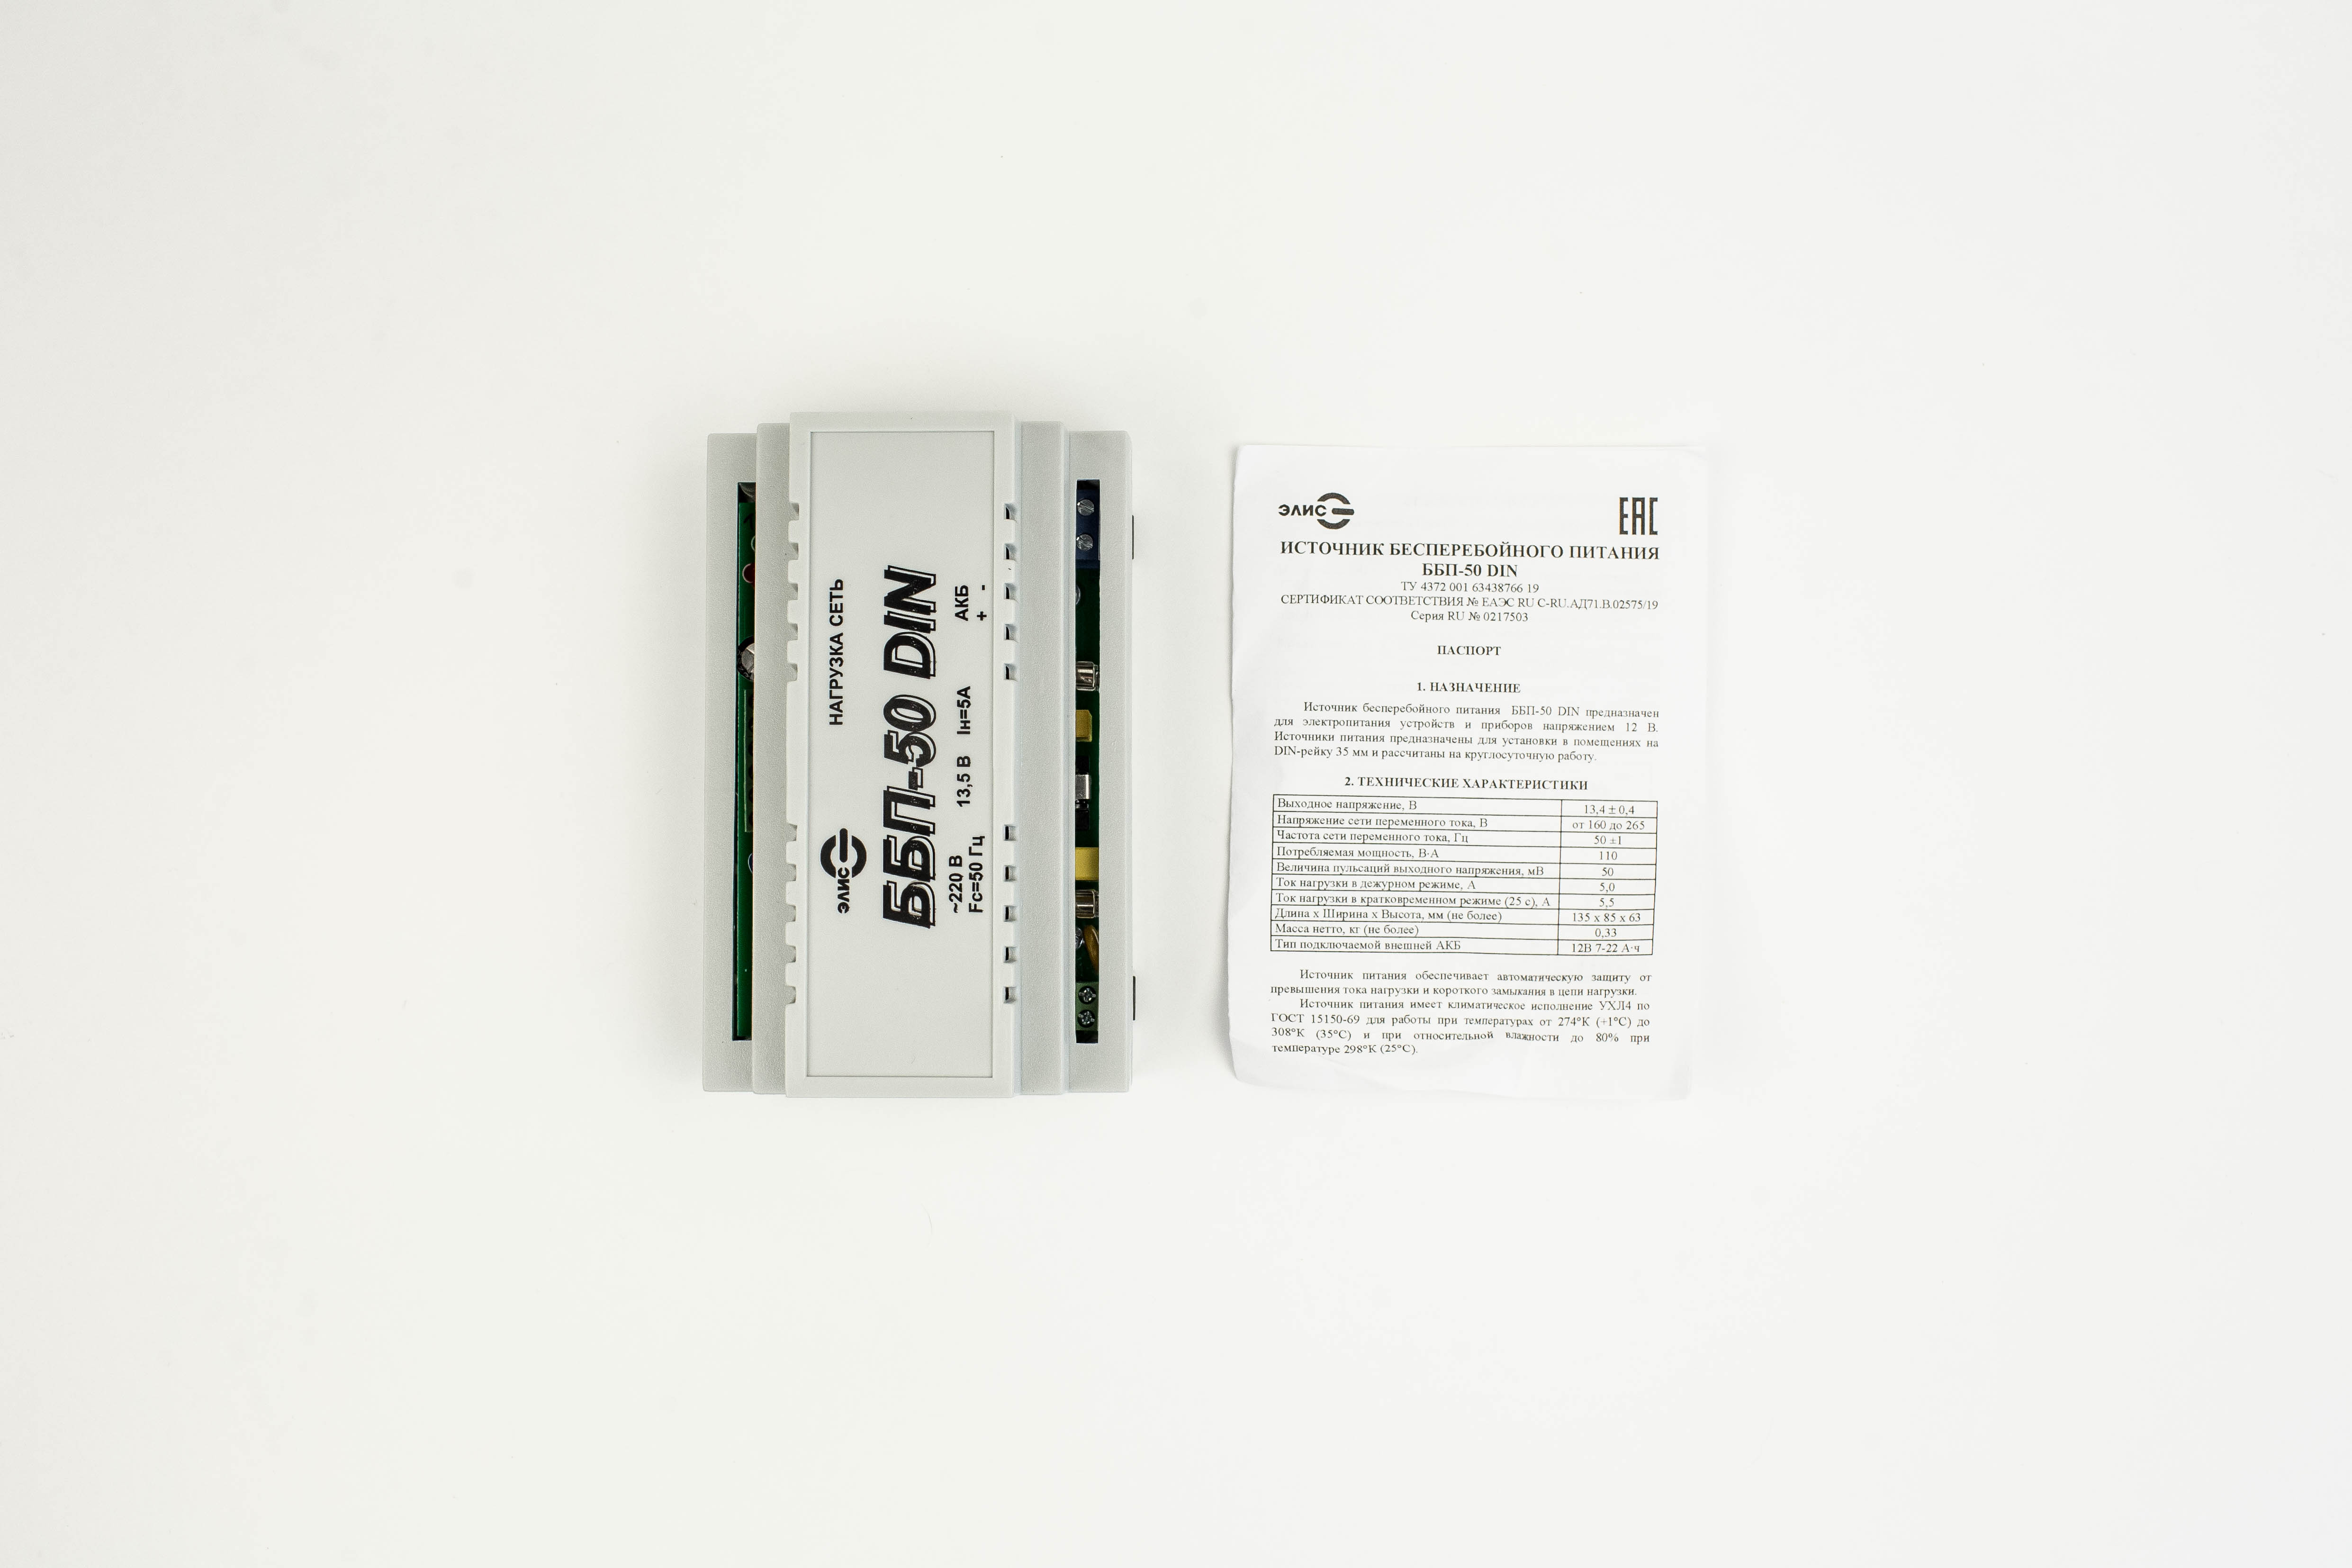 НАГРУЗКА СЕТЬ
ЭЛИС
ББП-50 DIN
~220 В 13,5 В Iн=5А АКБ
Fc=50 Гц + -
ЭЛИС
ЕАС
ИСТОЧНИК БЕСПЕРЕБОЙНОГО ПИТАНИЯ
ББП-50 DIN
ТУ 4372 001 63438766 19
СЕРТИФИКАТ СООТВЕТСТВИЯ № ЕАЭС RU С-RU.АД71.В.02575/19
Серия RU № 0217503
ПАСПОРТ
1. НАЗНАЧЕНИЕ
Источник бесперебойного питания ББП-50 DIN предназначен
для электропитания устройств и приборов напряжением 12 В.
Источники питания предназначены для установки в помещениях на
DIN-рейку 35 мм и рассчитаны на круглосуточную работу.
2. ТЕХНИЧЕСКИЕ ХАРАКТЕРИСТИКИ
Выходное напряжение, В 13,4 ± 0,4
Напряжение сети переменного тока, В от 160 до 265
Частота сети переменного тока, Гц 50 ±1
Потребляемая мощность, В·А 110
Величина пульсаций выходного напряжения, мВ 50
Ток нагрузки в дежурном режиме, А 5,0
Ток нагрузки в кратковременном режиме (25 с), А 5,5
Длина х Ширина х Высота, мм (не более) 135 х 85 х 63
Масса нетто, кг (не более) 0,33
Тип подключаемой внешней АКБ 12В 7-22 А·ч
Источник питания обеспечивает автоматическую защиту от
превышения тока нагрузки и короткого замыкания в цепи нагрузки.
Источник питания имеет климатическое исполнение УХЛ4 по
ГОСТ 15150-69 для работы при температурах от 274°К (+1°С) до
308°К (35°С) и при относительной влажности до 80% при
температуре 298°К (25°С).